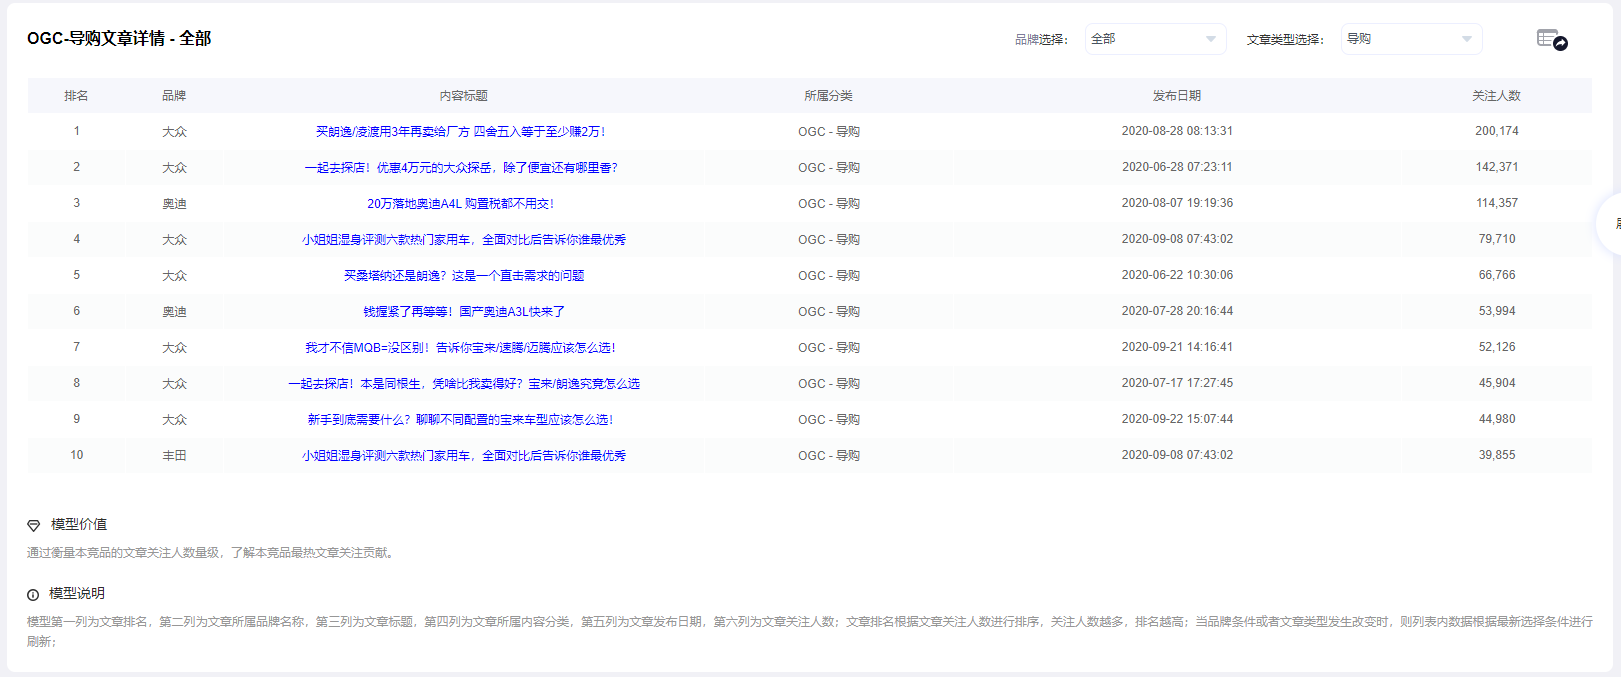 OGC-导购文章详情 - 全部
品牌选择： 全部 文章类型选择： 导购
排名 品牌 内容标题 所属分类 发布日期 关注人数
1 大众 买朗逸/凌渡用3年再卖给厂方 四舍五入等于至少赚2万！ OGC - 导购 2020-08-28 08:13:31 200,174
2 大众 一起去探店！优惠4万元的大众探岳，除了便宜还有哪里香？ OGC - 导购 2020-06-28 07:23:11 142,371
3 奥迪 20万落地奥迪A4L 购置税都不用交！ OGC - 导购 2020-08-07 19:19:36 114,357
4 大众 小姐姐湿身评测六款热门家用车，全面对比后告诉你谁最优秀 OGC - 导购 2020-09-08 07:43:02 79,710
5 大众 买桑塔纳还是朗逸？这是一个直击需求的问题 OGC - 导购 2020-06-22 10:30:06 66,766
6 奥迪 钱握紧了再等等！国产奥迪A3L快来了 OGC - 导购 2020-07-28 20:16:44 53,994
7 大众 我才不信MQB=没区别！告诉你宝来/速腾/迈腾应该怎么选！ OGC - 导购 2020-09-21 14:16:41 52,126
8 大众 一起去探店！本是同根生，凭啥比我卖得好？宝来/朗逸究竟怎么选 OGC - 导购 2020-07-17 17:27:45 45,904
9 大众 新手到底需要什么？聊聊不同配置的宝来车型应该怎么选！ OGC - 导购 2020-09-22 15:07:44 44,980
10 丰田 小姐姐湿身评测六款热门家用车，全面对比后告诉你谁最优秀 OGC - 导购 2020-09-08 07:43:02 39,855
模型价值
通过衡量本竞品的文章关注人数量级，了解本竞品最热文章关注贡献。
模型说明
模型第一列为文章排名，第二列为文章所属品牌名称，第三列为文章标题，第四列为文章所属内容分类，第五列为文章发布日期，第六列为文章关注人数；文章排名根据文章关注人数进行排序，关注人数越多，排名越高；当品牌条件或者文章类型发生改变时，则列表内数据根据最新选择条件进行
刷新；